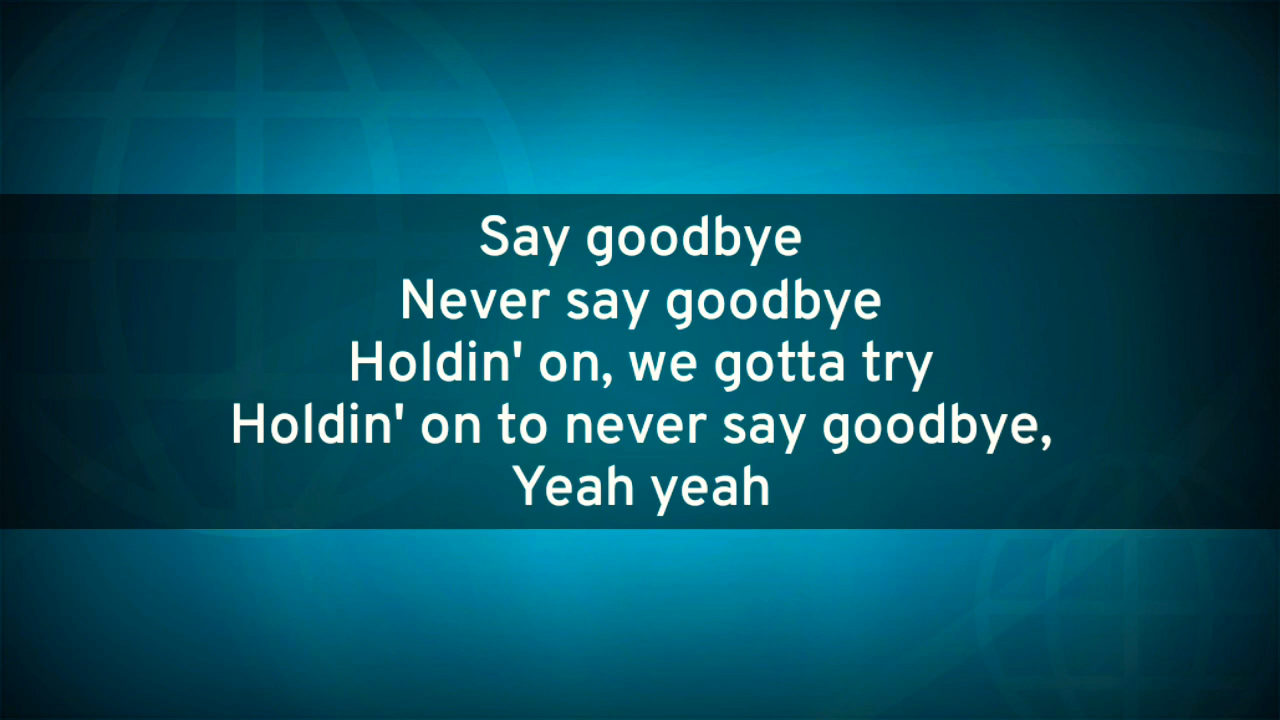 Say goodbye
Never say goodbye
Holdin' on, we gotta try
Holdin' on to never say goodbye,
Yeah yeah